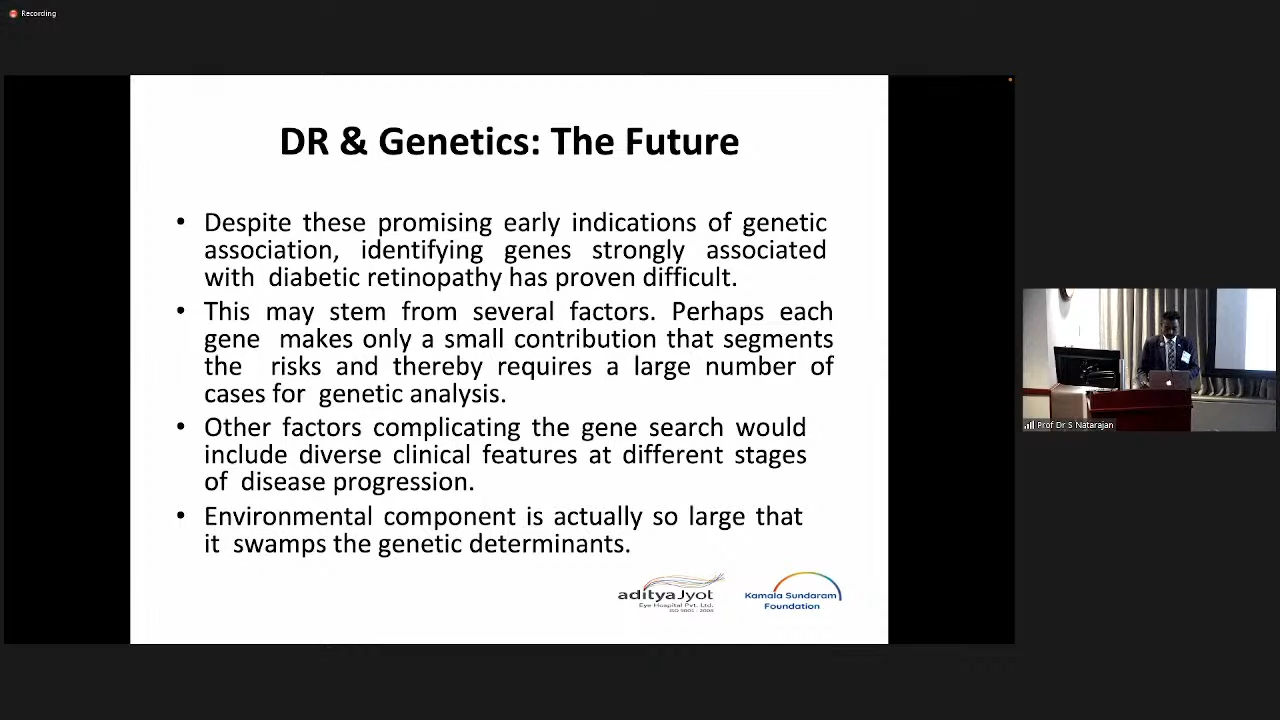 Recording
DR & Genetics: The Future
• Despite these promising early indications of genetic
association, identifying genes strongly associated
with diabetic retinopathy has proven difficult.
• This may stem from several factors. Perhaps each
gene makes only a small contribution that segments
the risks and thereby requires a large number of
cases for genetic analysis.
• Other factors complicating the gene search would
include diverse clinical features at different stages
of disease progression.
• Environmental component is actually so large that
it swamps the genetic determinants.
adityaJyot
Eye Hospital Pvt. Ltd.
ISO 9001 : 2008
Kamala Sundaram
Foundation
Prof Dr S Natarajan